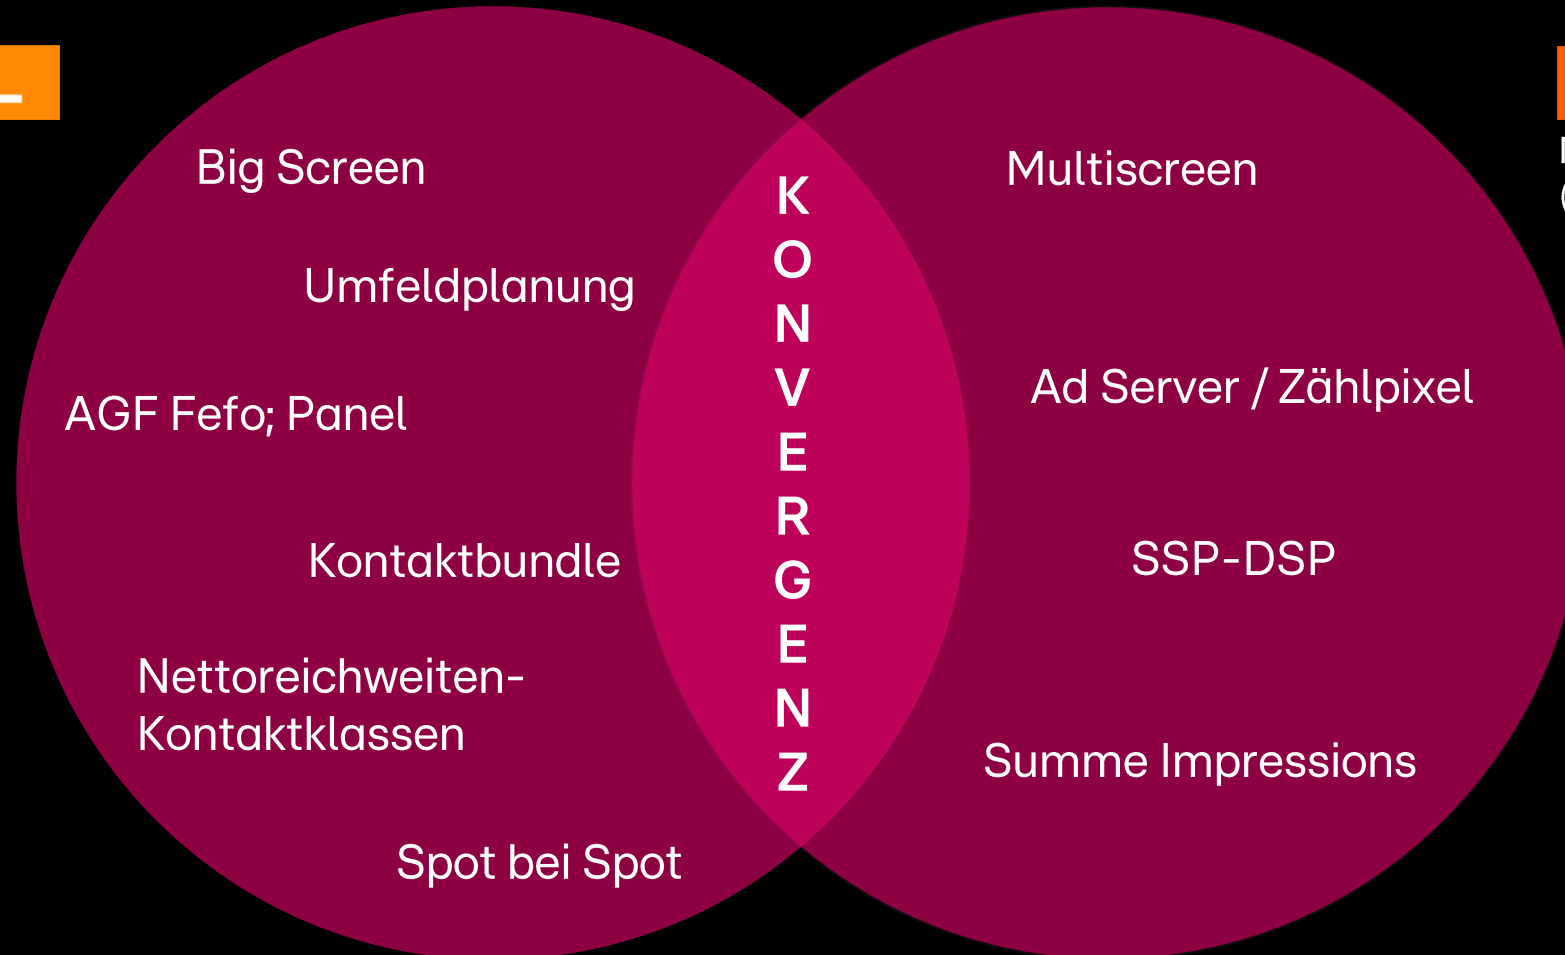 Big Screen
Umfeldplanung
AGF Fefo; Panel
Kontaktbundle
Nettoreichweiten-
Kontaktklassen
Spot bei Spot
KONVERGENZ
Multiscreen
Ad Server / Zählpixel
SSP-DSP
Summe Impressions